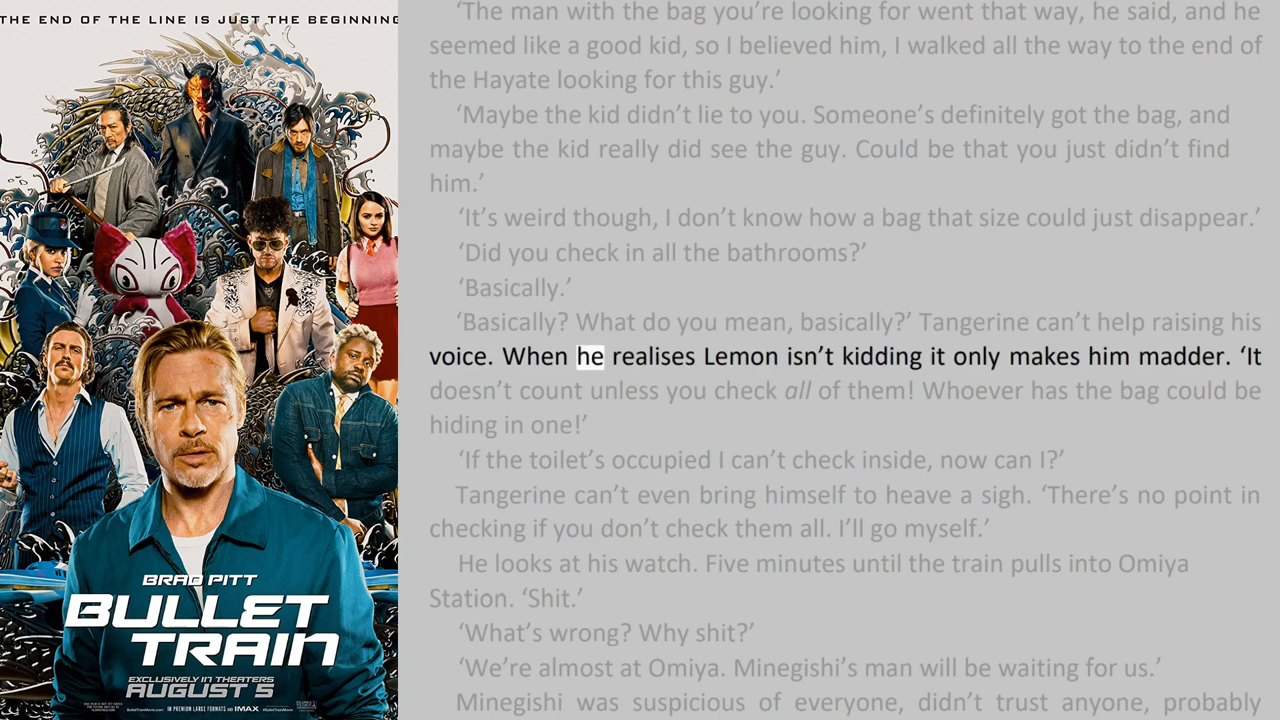 THE END OF THE LINE IS JUST THE BEGINNING
BRAD PITT
BULLET
TRAIN
EXCLUSIVELY IN THEATERS
AUGUST 5
BulletTrainMovie.com
IN PREMIUM LARGE FORMATS AND IMAX
#BulletTrainMovie
‘The man with the bag you’re looking for went that way, he said, and he
seemed like a good kid, so I believed him, I walked all the way to the end of
the Hayate looking for this guy.’
‘Maybe the kid didn’t lie to you. Someone’s definitely got the bag, and
maybe the kid really did see the guy. Could be that you just didn’t find
him.’
‘It’s weird though, I don’t know how a bag that size could just disappear.’
‘Did you check in all the bathrooms?’
‘Basically.’
‘Basically? What do you mean, basically?’ Tangerine can’t help raising his
voice. When he realises Lemon isn’t kidding it only makes him madder. ‘It
doesn’t count unless you check all of them! Whoever has the bag could be
hiding in one!’
‘If the toilet’s occupied I can’t check inside, now can I?’
Tangerine can’t even bring himself to heave a sigh. ‘There’s no point in
checking if you don’t check them all. I’ll go myself.’
He looks at his watch. Five minutes until the train pulls into Omiya
Station. ‘Shit.’
‘What’s wrong? Why shit?’
‘We’re almost at Omiya. Minegishi’s man will be waiting for us.’
Minegishi was suspicious of everyone, didn’t trust anyone, probably